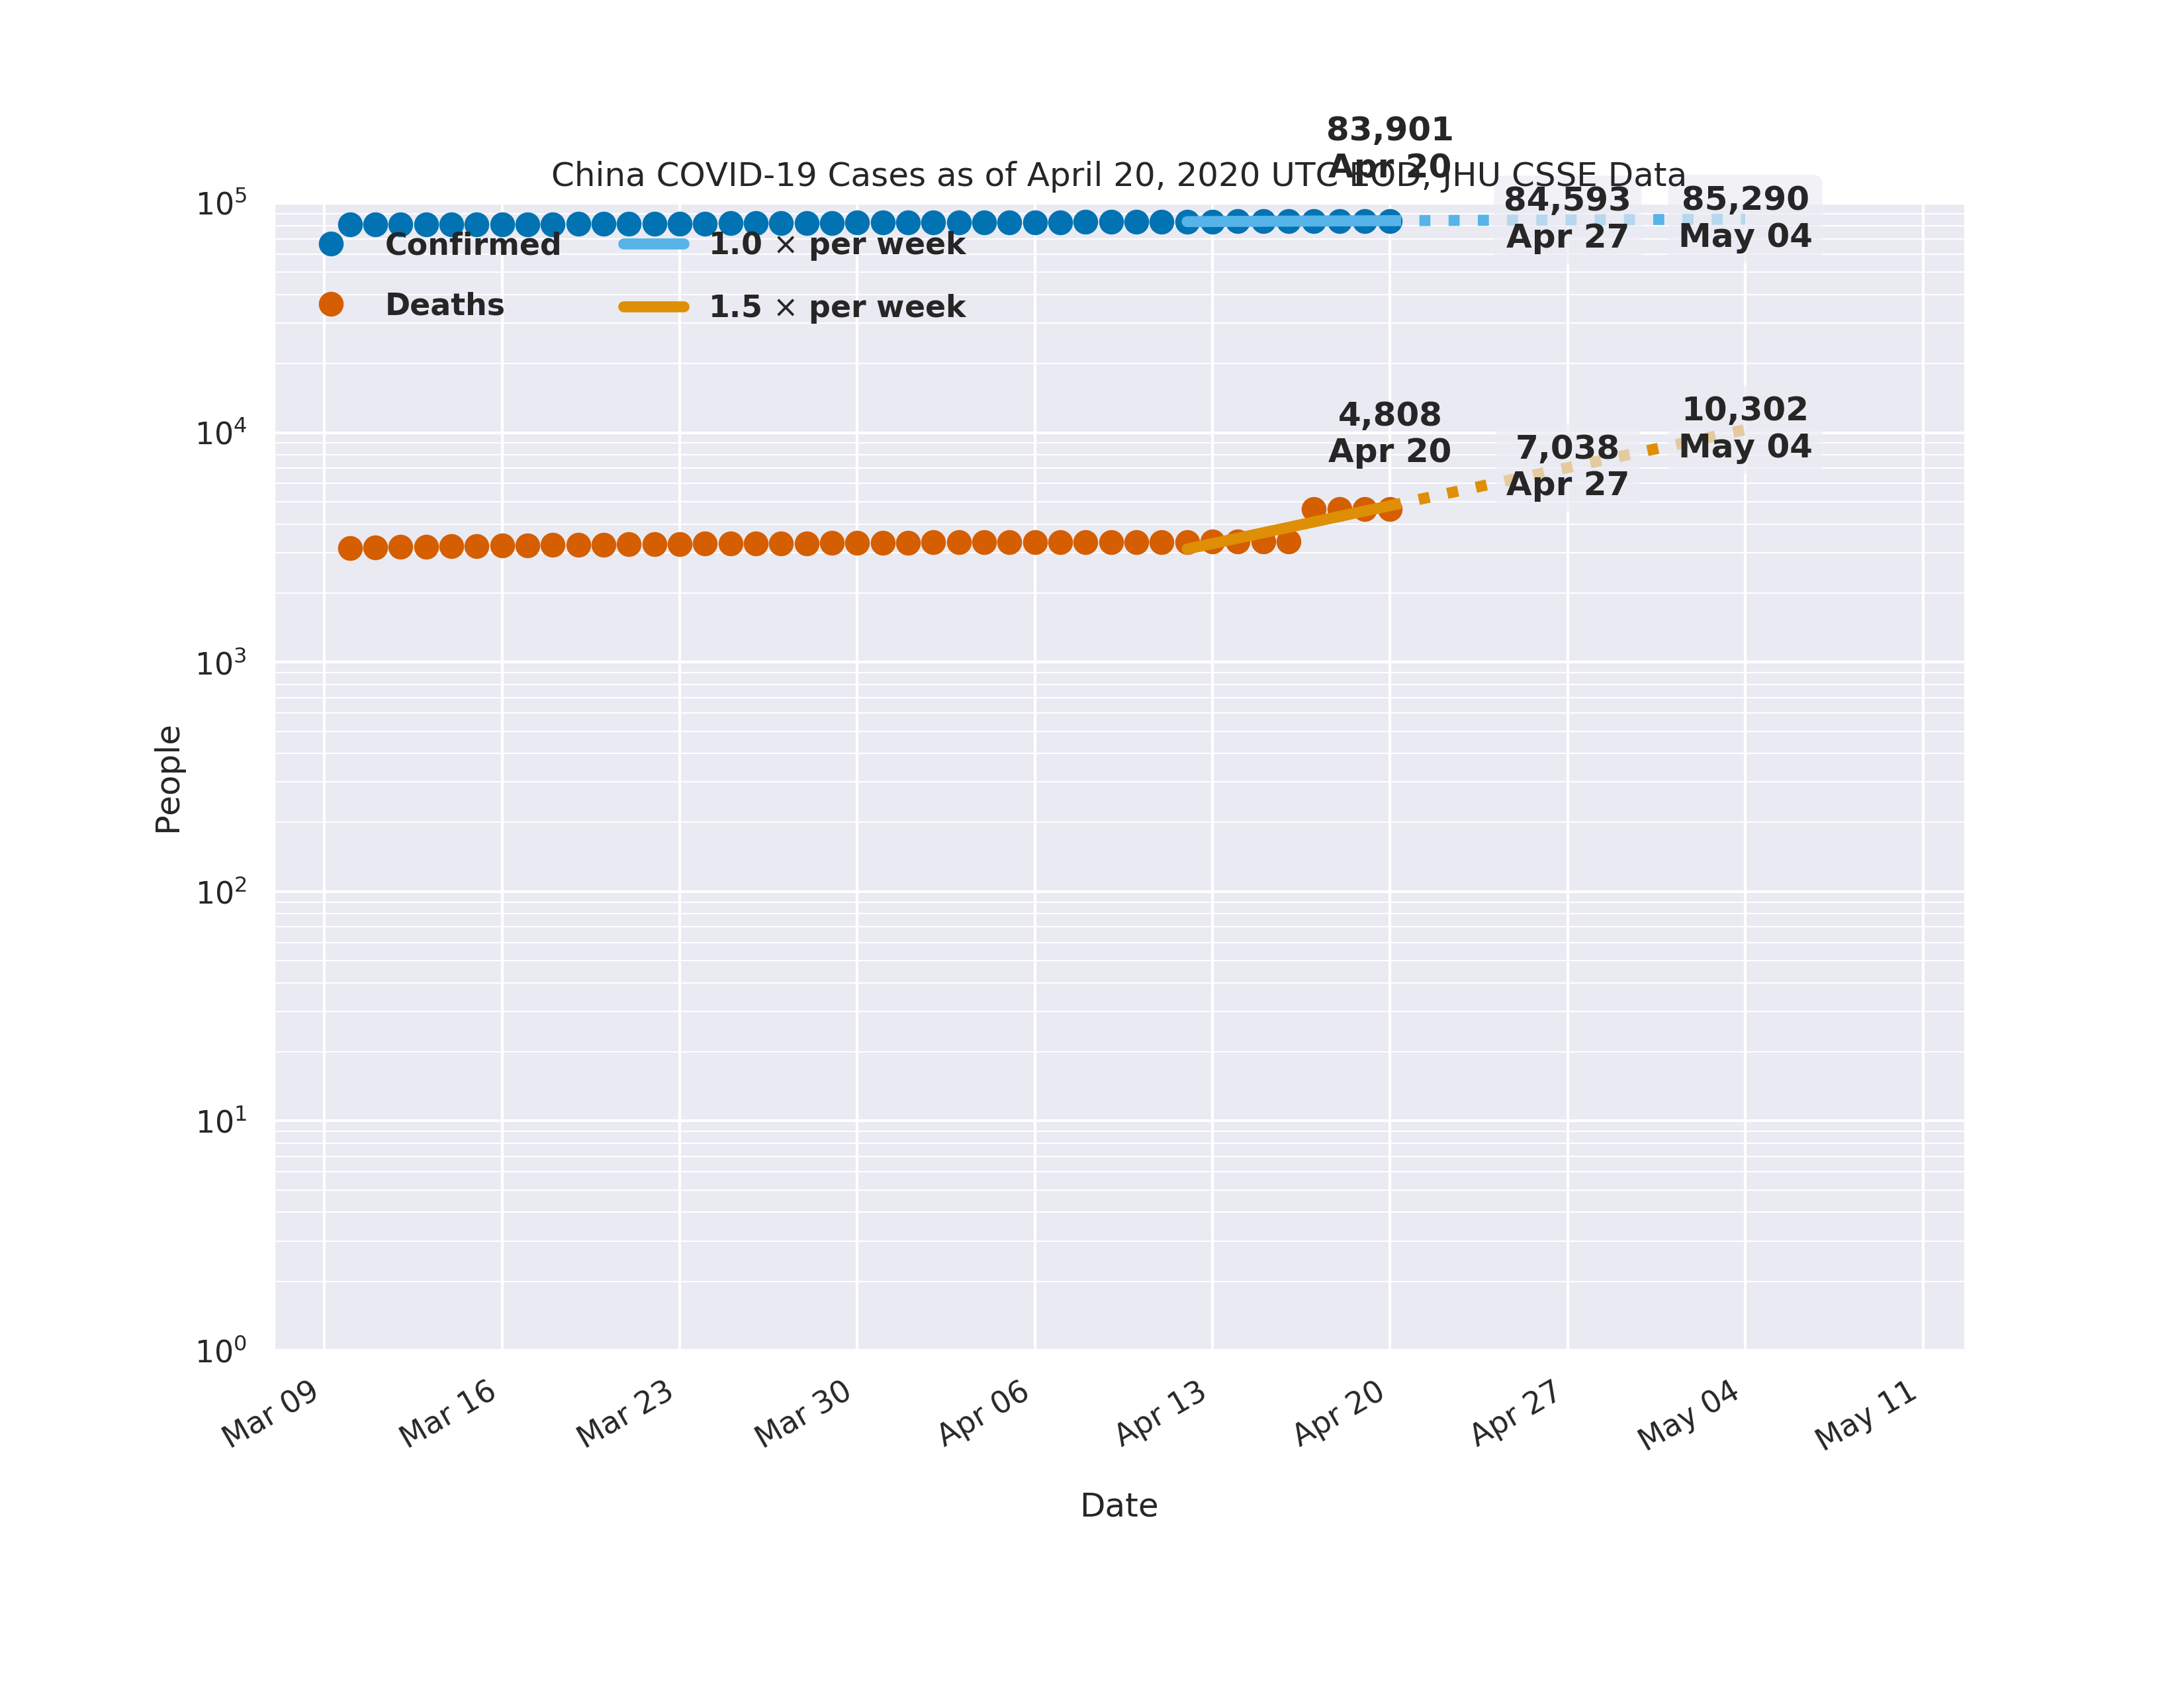 83,901
Apr 20
China COVID-19 Cases as of April 20, 2020 UTC EOD, JHU CSSE Data
84,593
Apr 27
85,290
May 04
Confirmed
Deaths
1.0 × per week
1.5 × per week
4,808
Apr 20
7,038
Apr 27
10,302
May 04
10⁵
10⁴
10³
10²
10¹
10⁰
People
Mar 09
Mar 16
Mar 23
Mar 30
Apr 06
Apr 13
Apr 20
Apr 27
May 04
May 11
Date